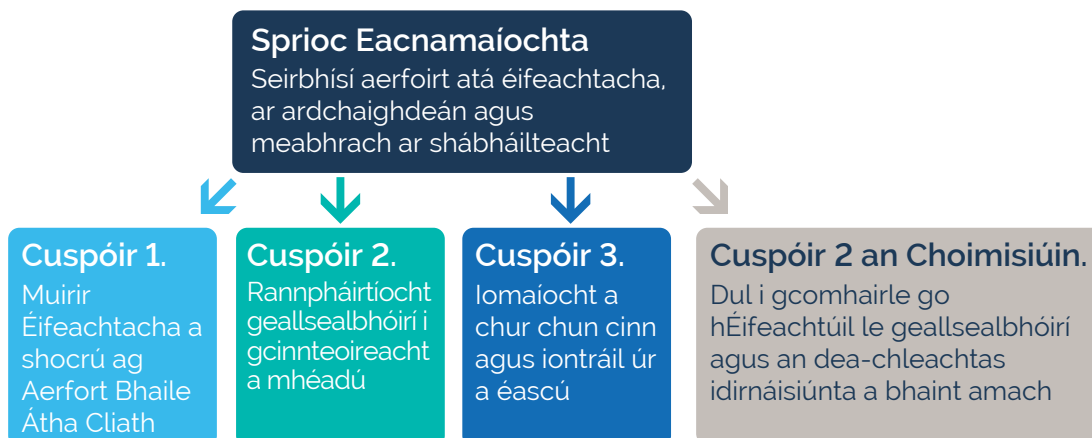 Sprioc Eacnamaíochta
Seirbhísí aerfoirt atá éifeachtacha,
ar ardchaighdeán agus
meabhrach ar shábháilteacht
Cuspóir 1.
Muirir
Éifeachtacha a
shocrú ag
Aerfort Bhaile
Átha Cliath
Cuspóir 2.
Rannpháirtíocht
geallsealbhóirí i
gcinnteoireacht
a mhéadú
Cuspóir 3.
Iomaíocht a
chur chun cinn
agus iontráil úr
a éascú
Cuspóir 2 an Choimisiúin.
Dul i gcomhairle go
hÉifeachtúil le geallsealbhóirí
agus an dea-chleachtas
idirnáisiúnta a bhaint amach